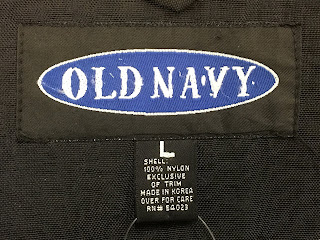 OLD NAVY
L
SHELL:
100% NYLON
EXCLUSIVE
OF TRIM
MADE IN KOREA
OVER FOR CARE
RN# 54023